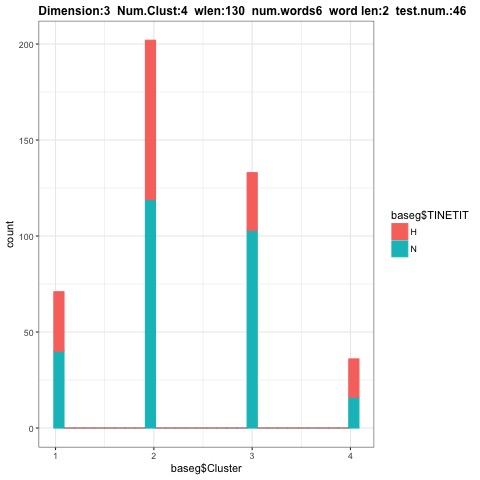 Dimension:3  Num.Clust:4  wlen:130  num.words6  word len:2  test.num.:46
200
150
100
50
0
count
1 2 3 4
baseg$Cluster
baseg$TINETIT
H
N